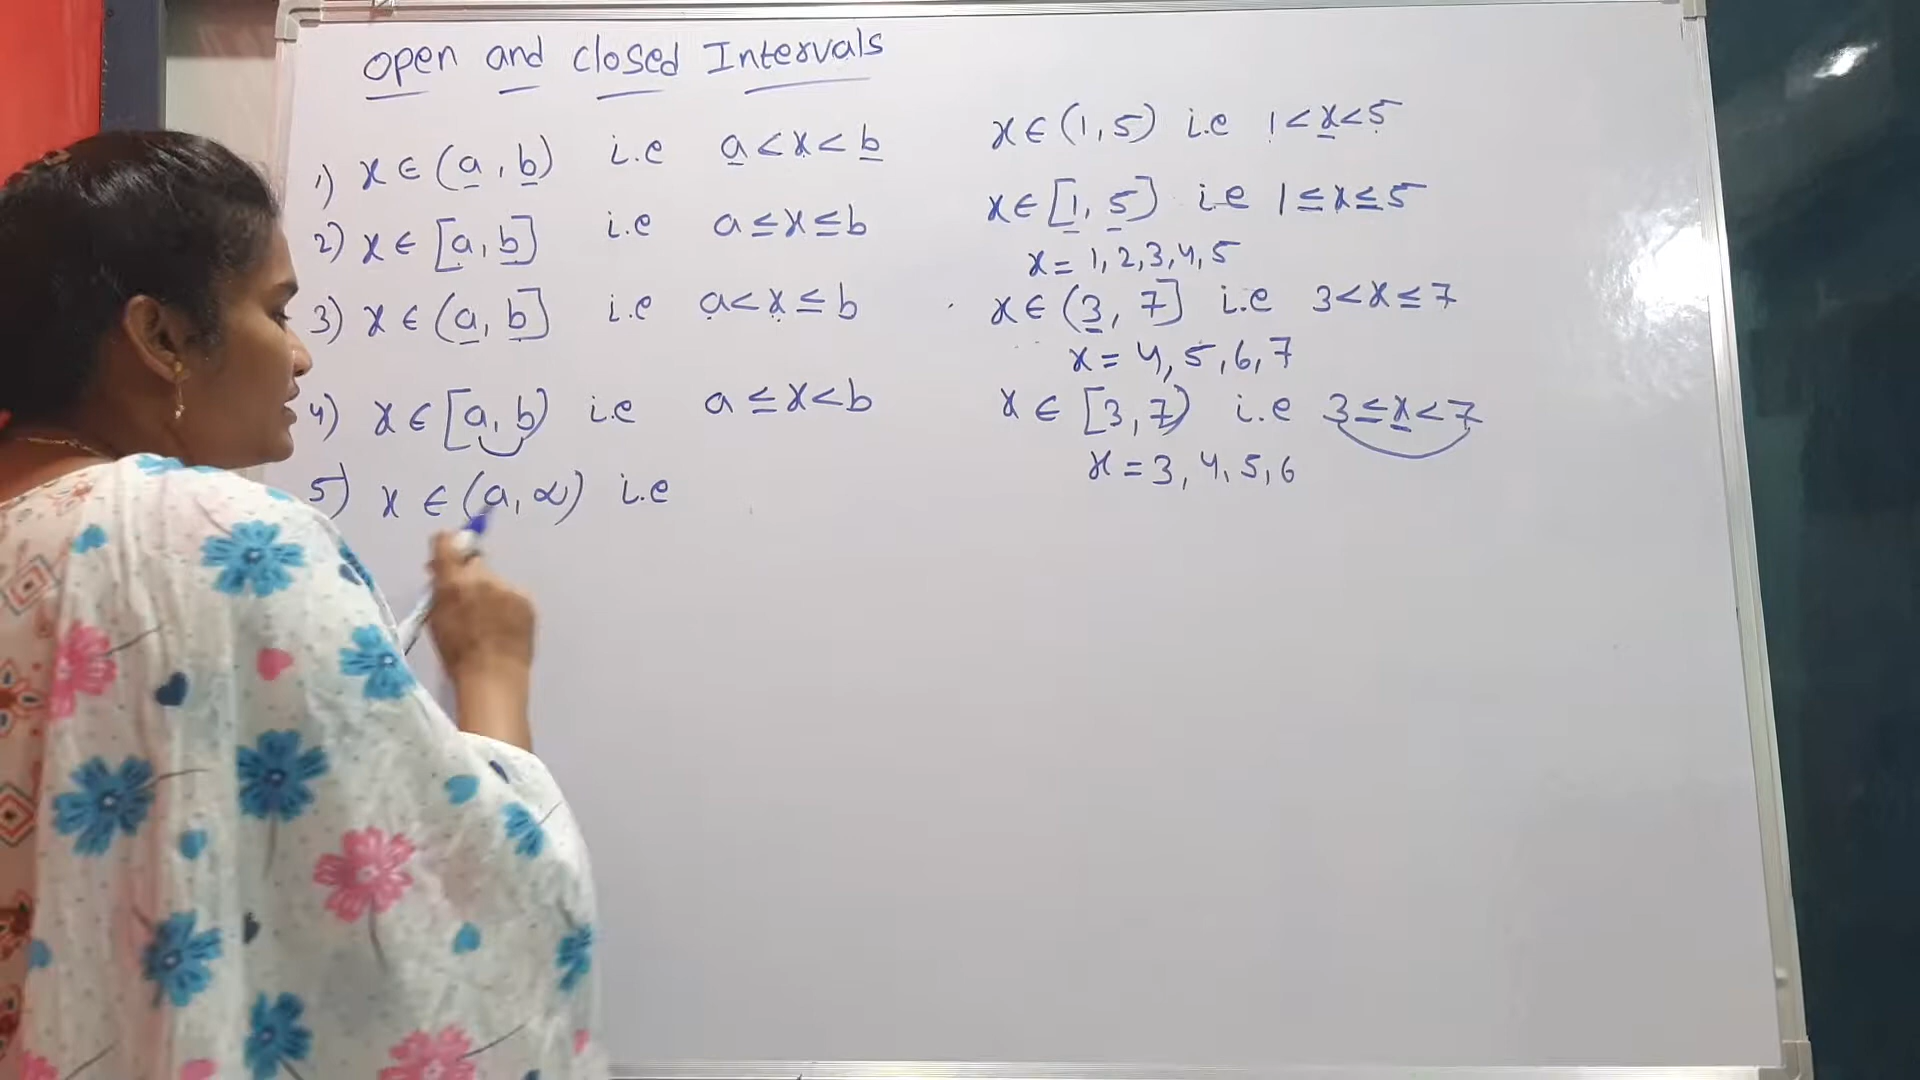 Open and closed Intervals
1) x ∈ (a, b) i.e a < x < b
2) x ∈ [a, b] i.e a ≤ x ≤ b
3) x ∈ (a, b] i.e a < x ≤ b
4) x ∈ [a, b) i.e a ≤ x < b
5) x ∈ (a, ∞) i.e
x ∈ (1, 5) i.e 1 < x < 5
x ∈ [1, 5] i.e 1 ≤ x ≤ 5
x = 1, 2, 3, 4, 5
x ∈ (3, 7] i.e 3 < x ≤ 7
x = 4, 5, 6, 7
x ∈ [3, 7) i.e 3 ≤ x < 7
x = 3, 4, 5, 6